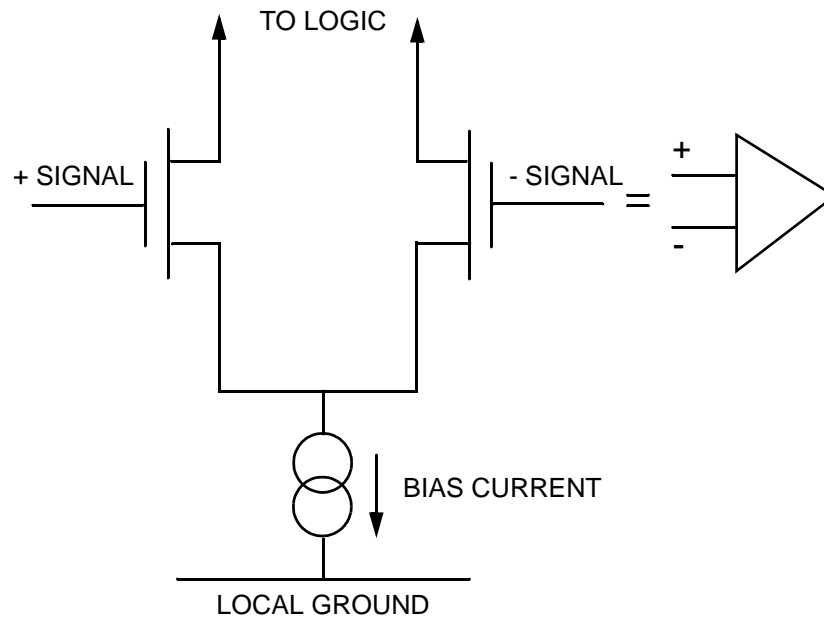 TO LOGIC
+ SIGNAL
- SIGNAL
=
+
-
BIAS CURRENT
LOCAL GROUND